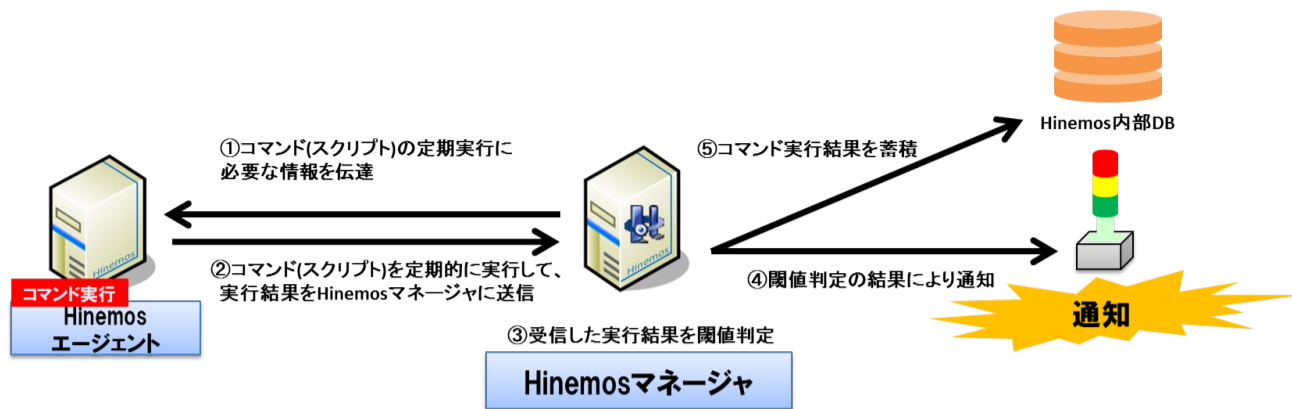 Hinemos内部DB
①コマンド(スクリプト)の定期実行に
必要な情報を伝達
⑤コマンド実行結果を蓄積
Hinemos
②コマンド(スクリプト)を定期的に実行して、
実行結果をHinemosマネージャに送信
④閾値判定の結果により通知
コマンド実行
Hinemos
エージェント
通知
③受信した実行結果を閾値判定
Hinemosマネージャ